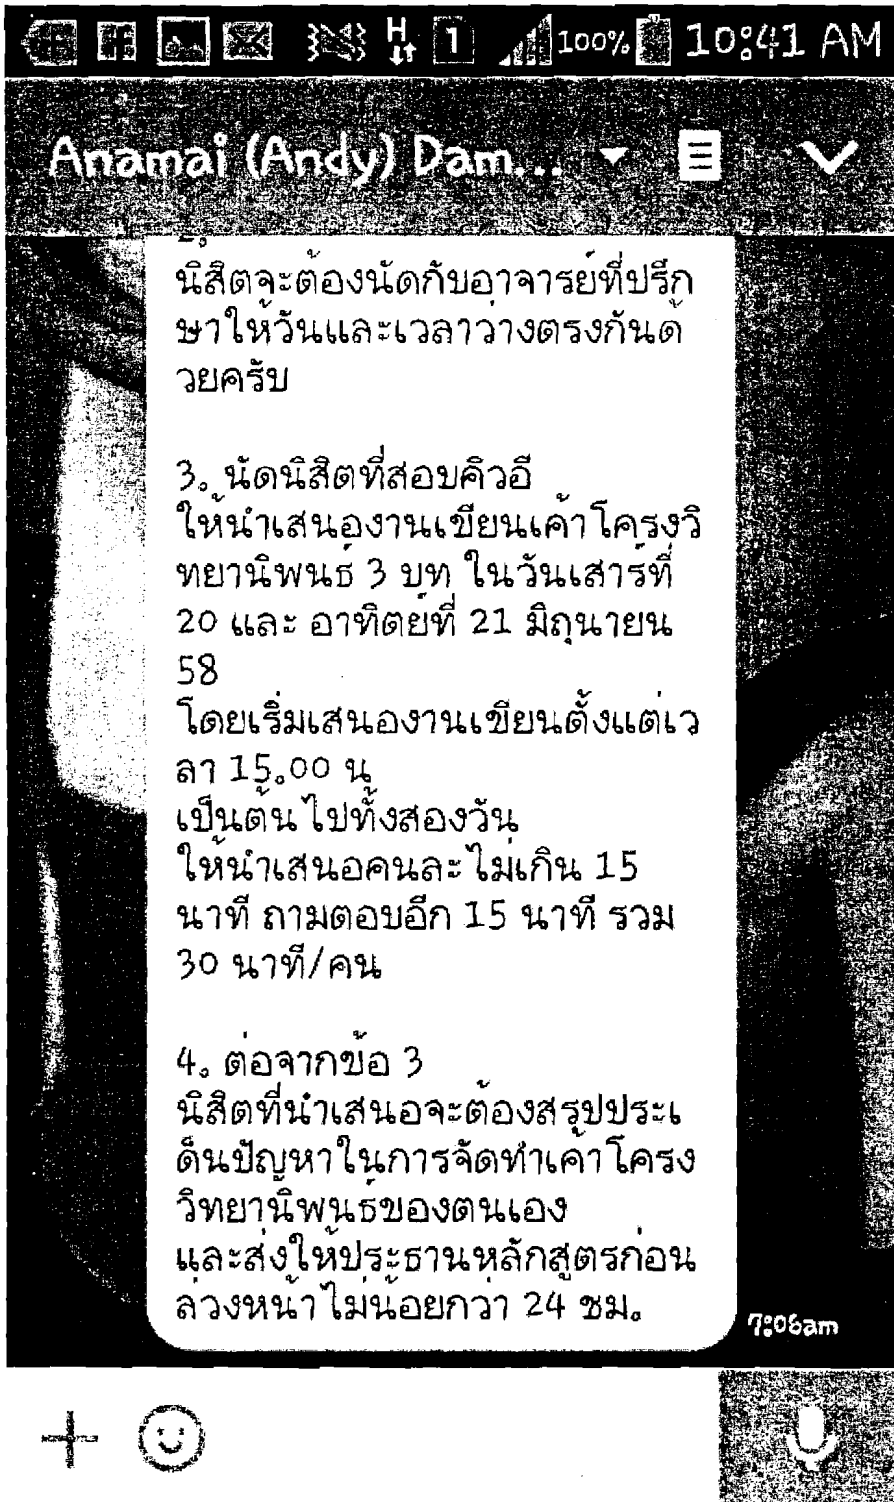 1 100% 10:41 AM
Anamai (Andy) Dam...
2,
นิสิตจะต้องนัดกับอาจารย์ที่ปรึก
ษาให้วันและเวลาว่างตรงกันด้
วยครับ
3. นัดนิสิตที่สอบคิวอี
ให้นำเสนองานเขียนเค้าโครงวิ
ทยานิพนธ์ 3 บท ในวันเสาร์ที่
20 และ อาทิตย์ที่ 21 มิถุนายน
58
โดยเริ่มเสนองานเขียนตั้งแต่เว
ลา 15.00 น
เป็นต้นไปทั้งสองวัน
ให้นำเสนอคนละไม่เกิน 15
นาที ถามตอบอีก 15 นาที รวม
30 นาที/คน
4. ต่อจากข้อ 3
นิสิตที่นำเสนอจะต้องสรุปประเ
ด็นปัญหาในการจัดทำเค้าโครง
วิทยานิพนธ์ของตนเอง
และส่งให้ประธานหลักสูตรก่อน
ล่วงหน้าไม่น้อยกว่า 24 ชม.
7:06am